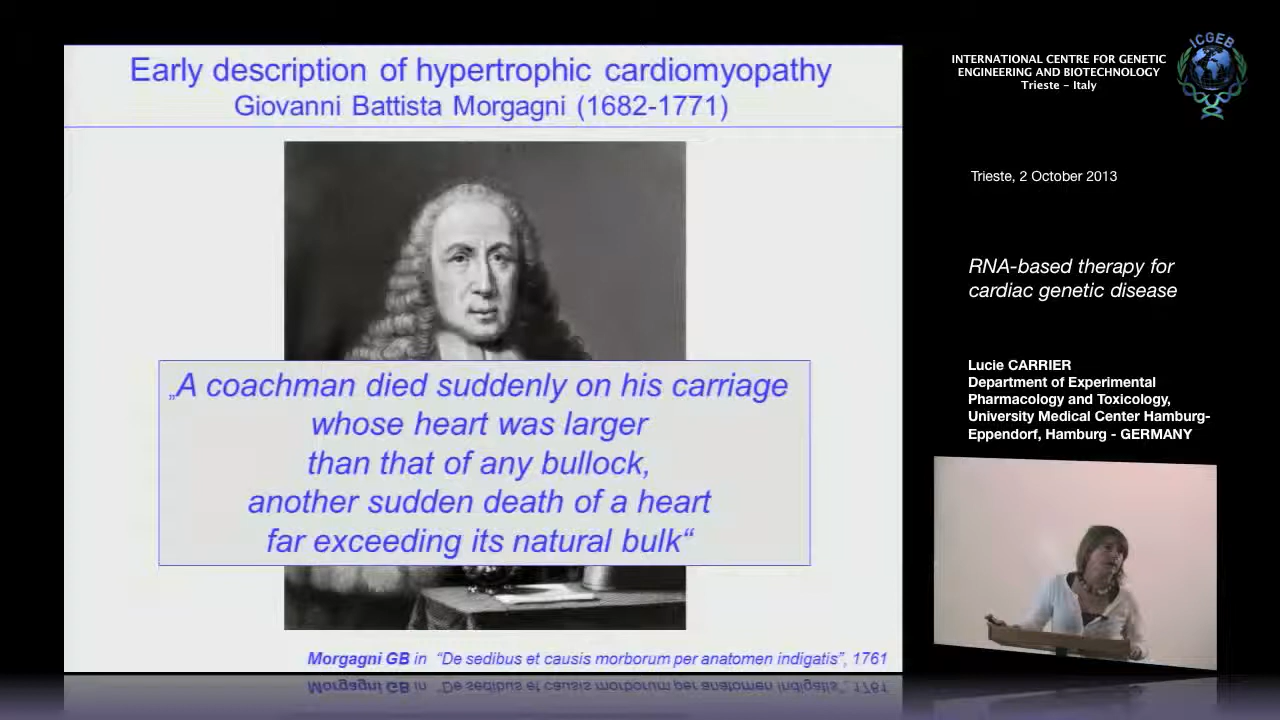 Early description of hypertrophic cardiomyopathy
Giovanni Battista Morgagni (1682-1771)
„A coachman died suddenly on his carriage
whose heart was larger
than that of any bullock,
another sudden death of a heart
far exceeding its natural bulk“
Morgagni GB in “De sedibus et causis morborum per anatomen indigatis”, 1761
INTERNATIONAL CENTRE FOR GENETIC
ENGINEERING AND BIOTECHNOLOGY
Trieste - Italy
ICGEB
Trieste, 2 October 2013
RNA-based therapy for
cardiac genetic disease
Lucie CARRIER
Department of Experimental
Pharmacology and Toxicology,
University Medical Center Hamburg-
Eppendorf, Hamburg - GERMANY